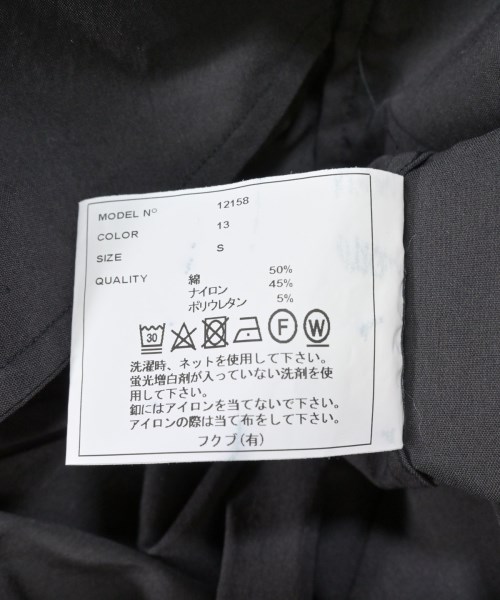 MODEL Nº 12158
COLOR 13
SIZE S
QUALITY 綿 50%
ナイロン 45%
ポリウレタン 5%
30 F W
洗濯時、ネットを使用して下さい。
蛍光増白剤が入っていない洗剤を使
用して下さい。
釦にはアイロンを当てないで下さい。
アイロンの際は当て布をして下さい。
フクブ(有)